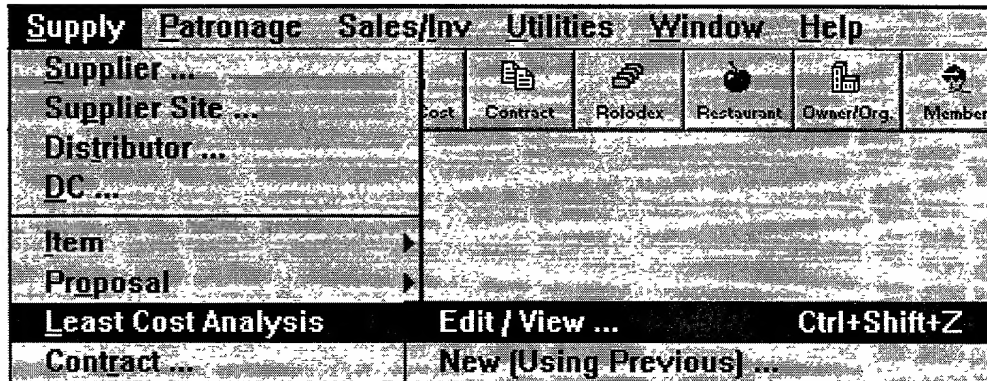 Supply Patronage Sales/Inv Utilities Window Help
Supplier ...
Supplier Site ...
Distributor ...
DC ...
Item
Proposal
Least Cost Analysis
Contract ...
Cost Contract Rolodex Restaurant Owner/Org. Member
Edit / View ... Ctrl+Shift+Z
New (Using Previous) ...